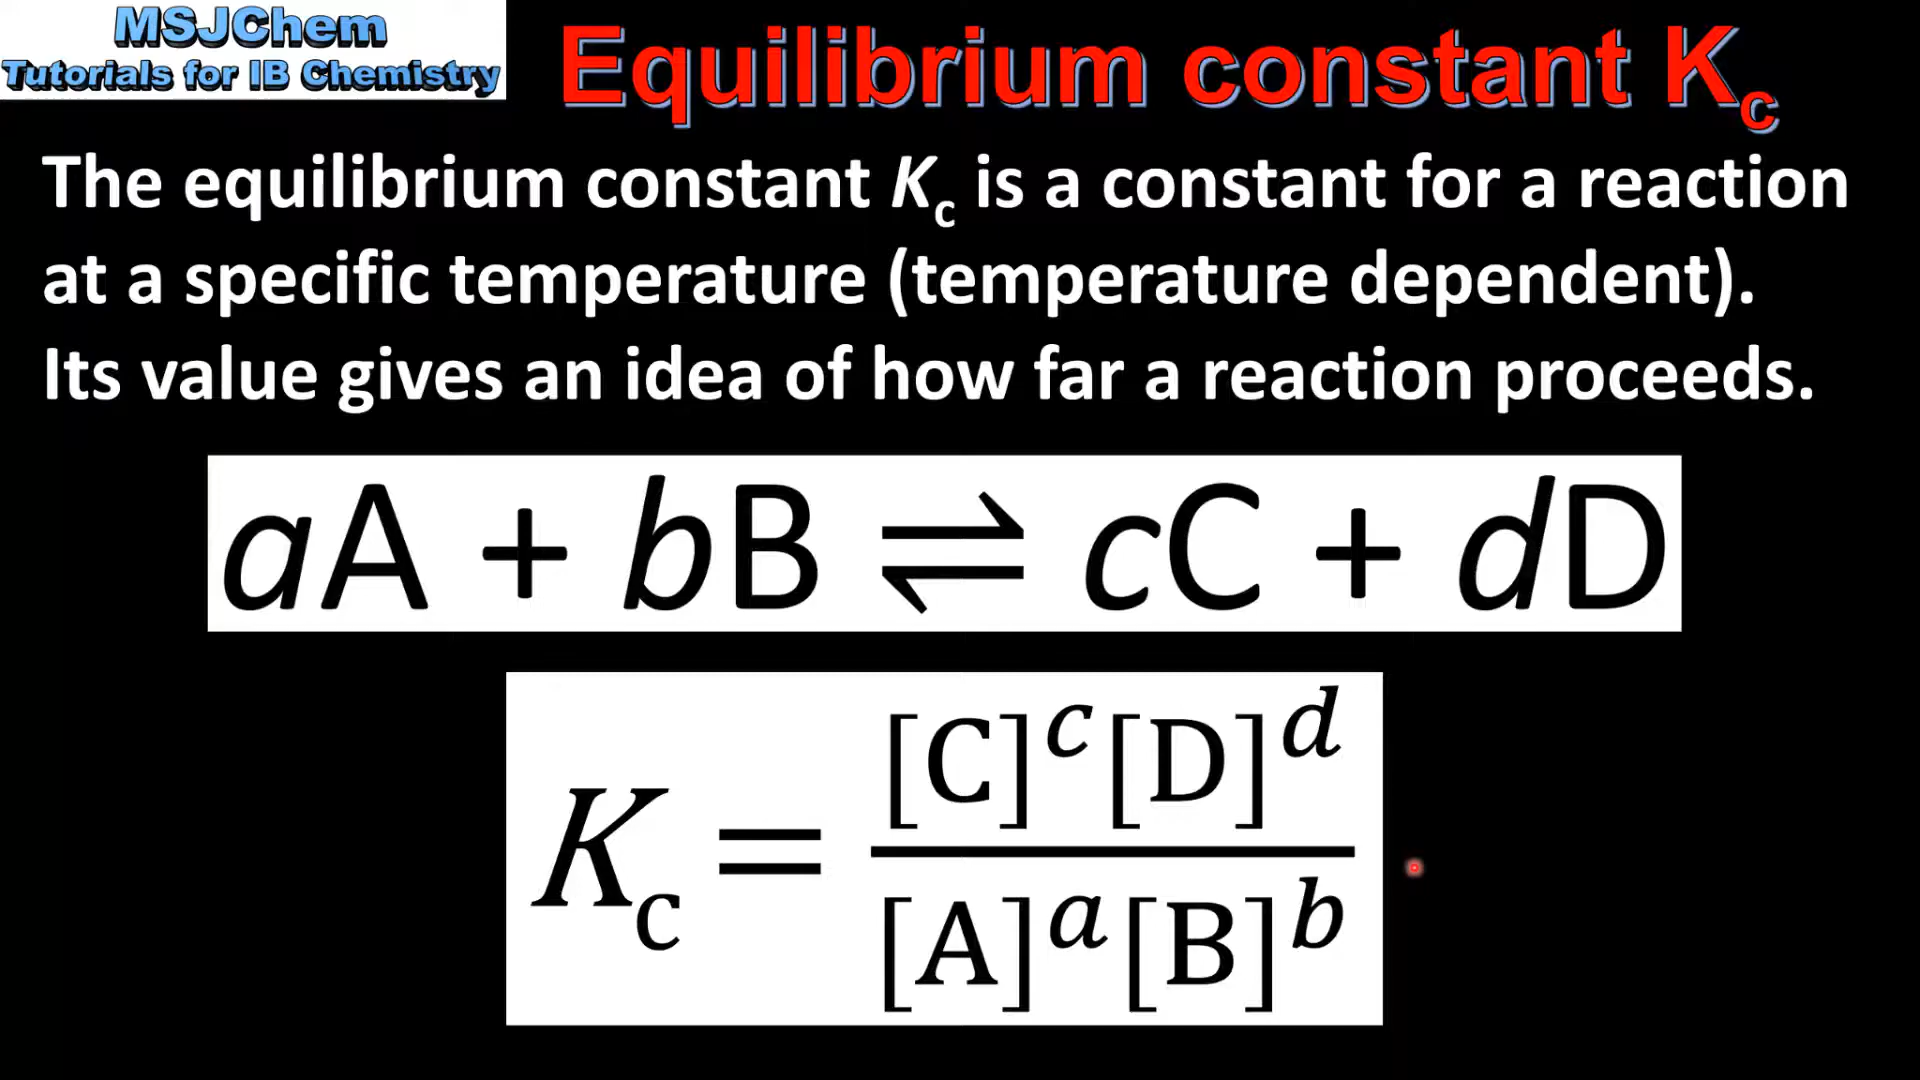 MSJChem
Tutorials for IB Chemistry
Equilibrium constant Kc
The equilibrium constant Kc is a constant for a reaction
at a specific temperature (temperature dependent).
Its value gives an idea of how far a reaction proceeds.
aA + bB ⇌ cC + dD
Kc = [C]^c[D]^d / [A]^a[B]^b